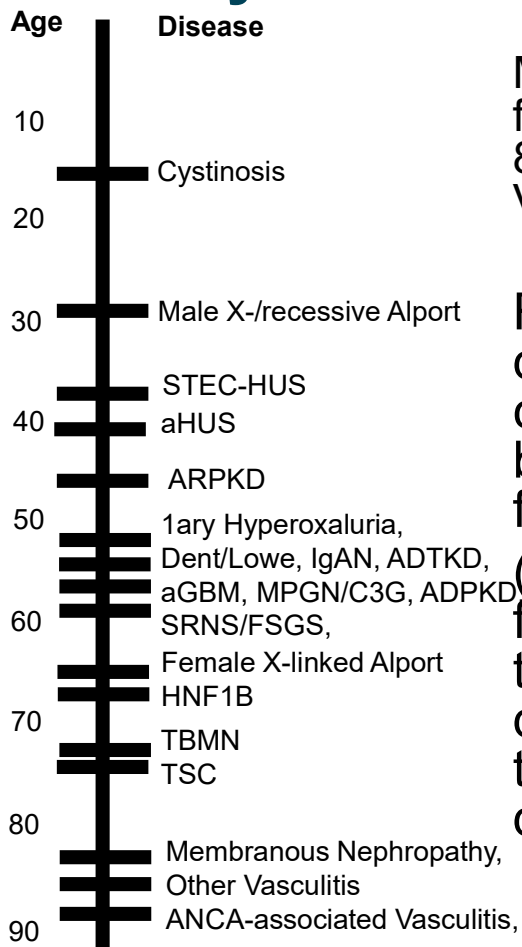 Age
Disease
10
Cystinosis
20
30
Male X-/recessive Alport
STEC-HUS
40
aHUS
ARPKD
50
1ary Hyperoxaluria,
Dent/Lowe, IgAN, ADTKD,
aGBM, MPGN/C3G, ADPKD
60
SRNS/FSGS,
Female X-linked Alport
HNF1B
70
TBMN
TSC
80
Membranous Nephropathy,
Other Vasculitis
90
ANCA-associated Vasculitis,